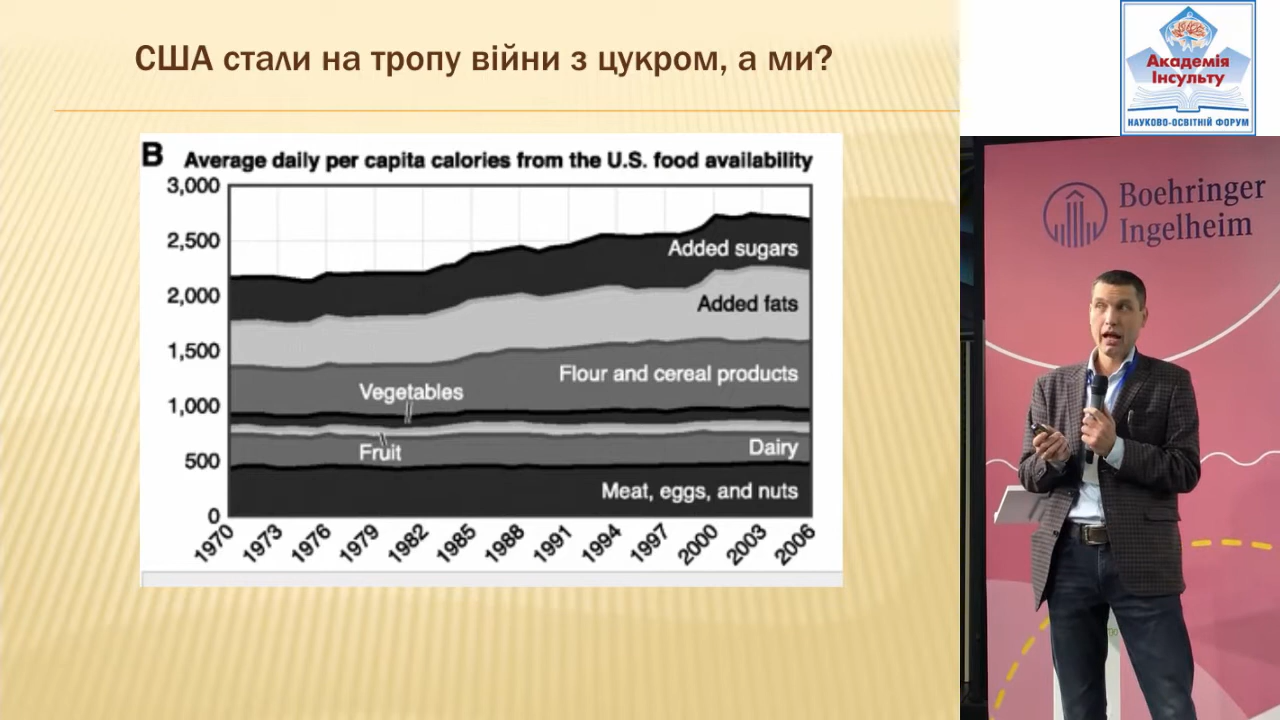 США стали на тропу війни з цукром, а ми?
B Average daily per capita calories from the U.S. food availability
3,000
2,500
2,000
1,500
1,000
500
0
Added sugars
Added fats
Flour and cereal products
Vegetables
Fruit
Dairy
Meat, eggs, and nuts
1970 1973 1976 1979 1982 1985 1988 1991 1994 1997 2000 2003 2006
Академія
Інсульту
НАУКОВО-ОСВІТНІЙ ФОРУМ
Boehringer
Ingelheim